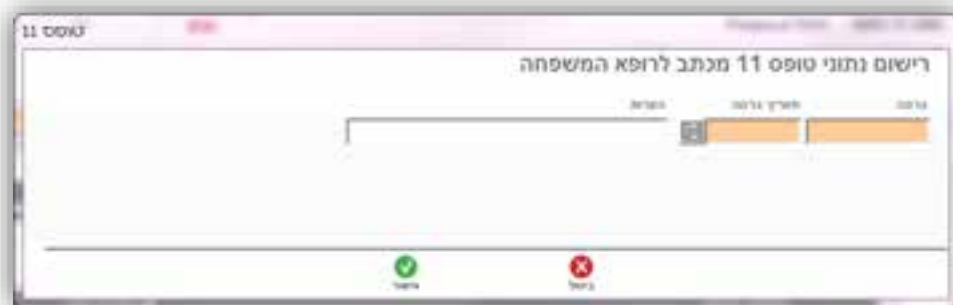 טופס 11
רישום נתוני טופס 11 מכתב לרופא המשפחה
גרסה תאריך גרסה הערות
ביטול אישור